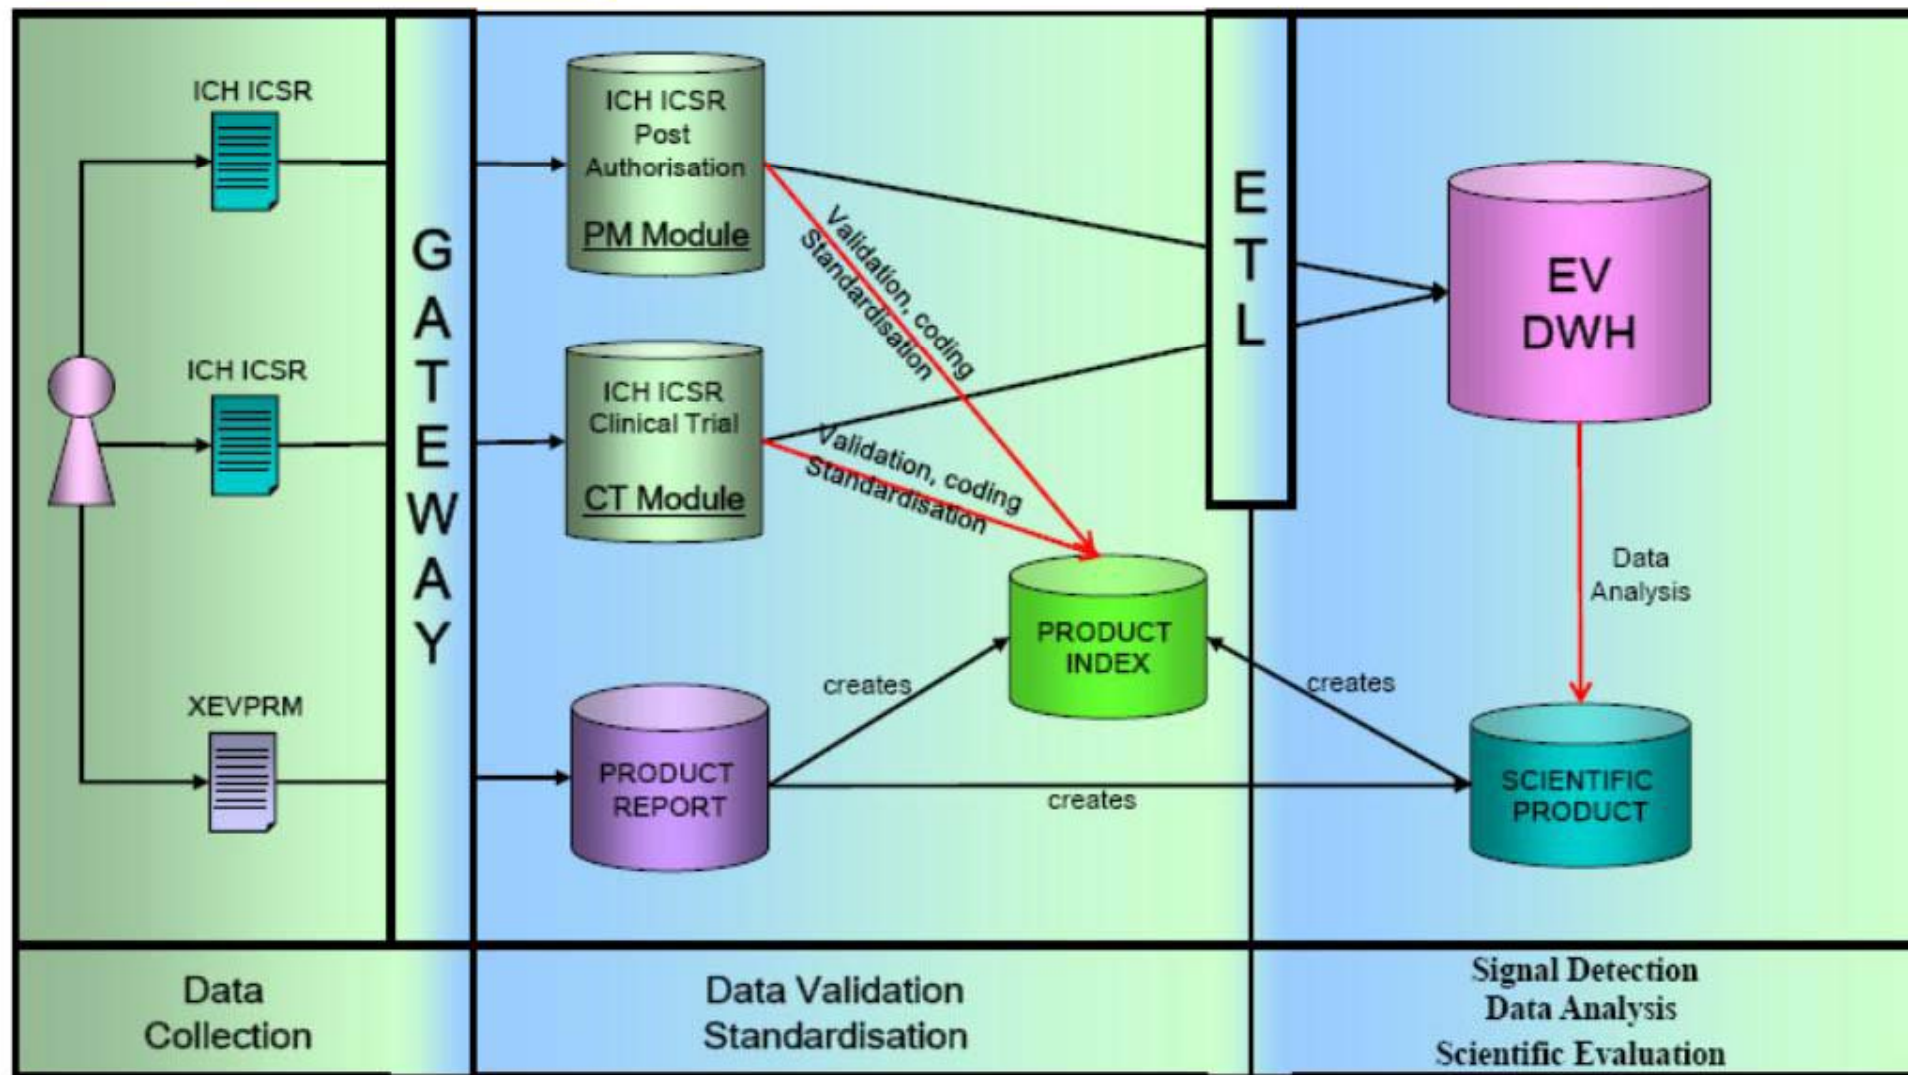 ICH ICSR
ICH ICSR
XEVPRM
G
A
T
E
W
A
Y
ICH ICSR
Post
Authorisation
PM Module
ICH ICSR
Clinical Trial
CT Module
PRODUCT
REPORT
Validation, coding
Standardisation
Validation, coding
Standardisation
PRODUCT
INDEX
creates
creates
creates
E
T
L
EV
DWH
Data
Analysis
SCIENTIFIC
PRODUCT
Data
Collection
Data Validation
Standardisation
Signal Detection
Data Analysis
Scientific Evaluation